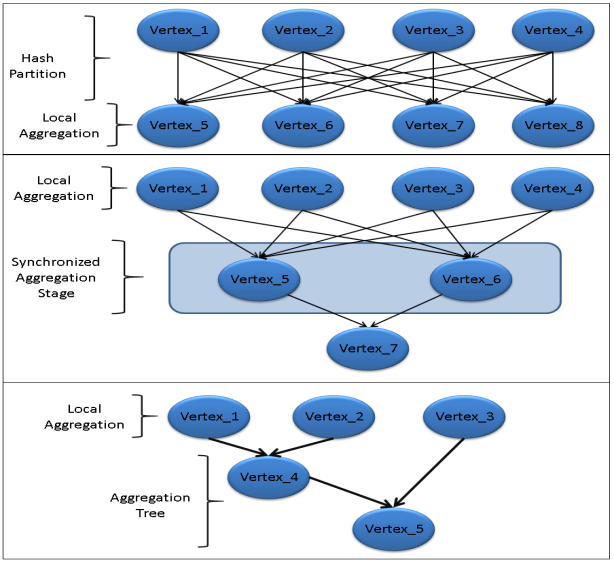 Hash
Partition
Vertex_1 Vertex_2 Vertex_3 Vertex_4
Local
Aggregation
Vertex_5 Vertex_6 Vertex_7 Vertex_8
Local
Aggregation
Vertex_1 Vertex_2 Vertex_3 Vertex_4
Synchronized
Aggregation
Stage
Vertex_5 Vertex_6
Vertex_7
Local
Aggregation
Vertex_1 Vertex_2 Vertex_3
Aggregation
Tree
Vertex_4
Vertex_5